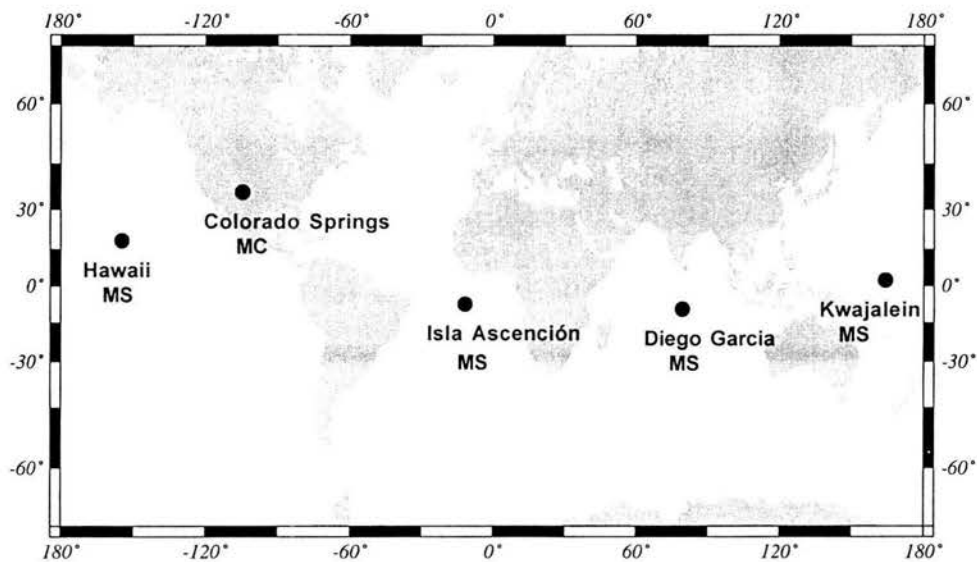 180˚ -120˚ -60˚ 0˚ 60˚ 120˚ 180˚
60˚ 60˚
30˚ 30˚
Colorado Springs
MC
Hawaii
MS
0˚ 0˚
Kwajalein
MS
Isla Ascención
MS
Diego Garcia
MS
-30˚ -30˚
-60˚ -60˚
180˚ -120˚ -60˚ 0˚ 60˚ 120˚ 180˚